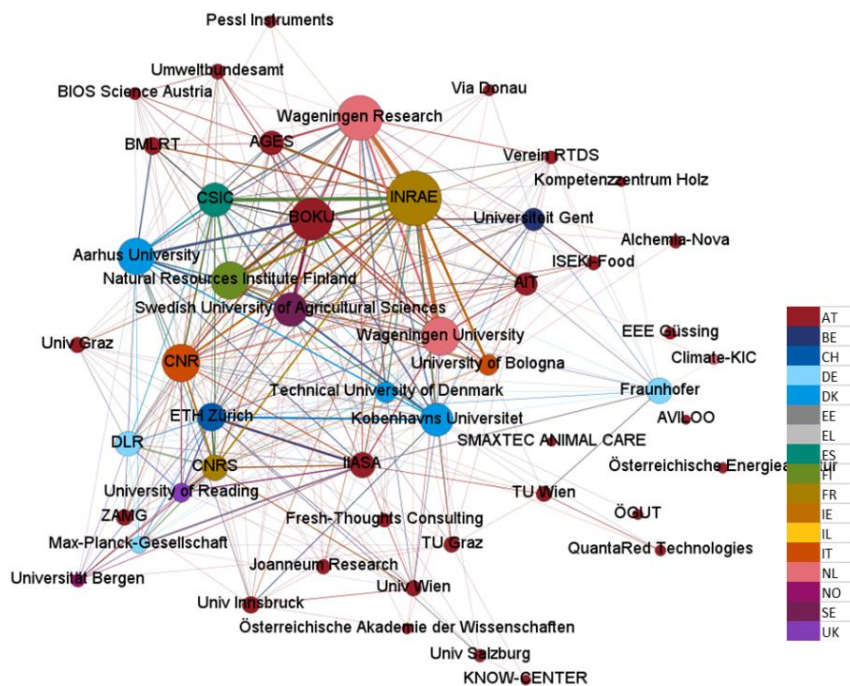 Pessl Instruments
Umweltbundesamt
BIOS Science Austria
Via Donau
Wageningen Research
BMLRT
AGES
Verein RTDS
Kompetenzzentrum Holz
CSIC
INRAE
BOKU
Universiteit Gent
Alchemia-Nova
Aarhus University
ISEKI-Food
Natural Resources Institute Finland
AIT
Swedish University of Agricultural Sciences
Univ Graz
Wageningen University
EEE Güssing
CNR
University of Bologna
Climate-KIC
Technical University of Denmark
Fraunhofer
ETH Zürich
Kobenhavns Universitet
AVILOO
DLR
SMAXTEC ANIMAL CARE
CNRS
IIASA
Österreichische Energieagentur
University of Reading
TU Wien
ZAMG
Fresh-Thoughts Consulting
ÖGUT
Max-Planck-Gesellschaft
TU Graz
QuantaRed Technologies
Universität Bergen
Joanneum Research
Univ Wien
Univ Innsbruck
Österreichische Akademie der Wissenschaften
Univ Salzburg
KNOW-CENTER
AT
BE
CH
DE
DK
EE
EL
ES
FI
FR
IE
IL
IT
NL
NO
SE
UK